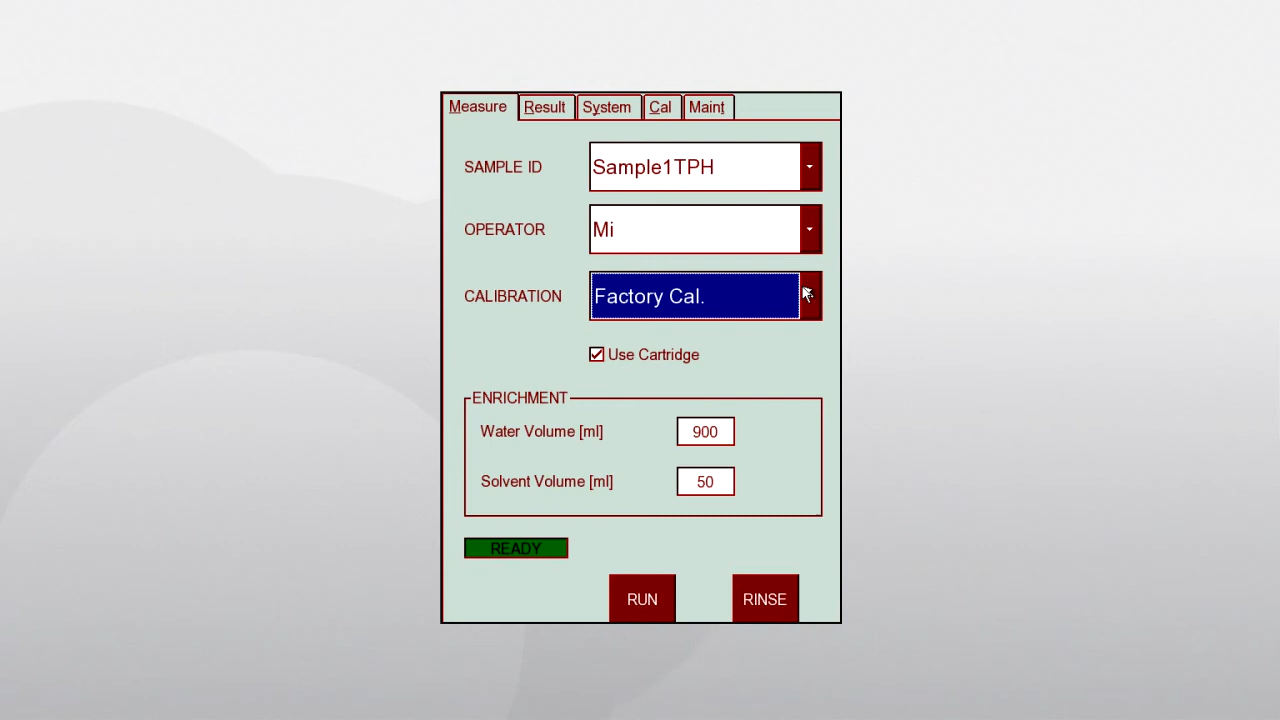 Measure Result System Cal Maint
SAMPLE ID Sample1TPH
OPERATOR Mi
CALIBRATION Factory Cal.
Use Cartridge
ENRICHMENT
Water Volume [ml] 900
Solvent Volume [ml] 50
READY
RUN RINSE